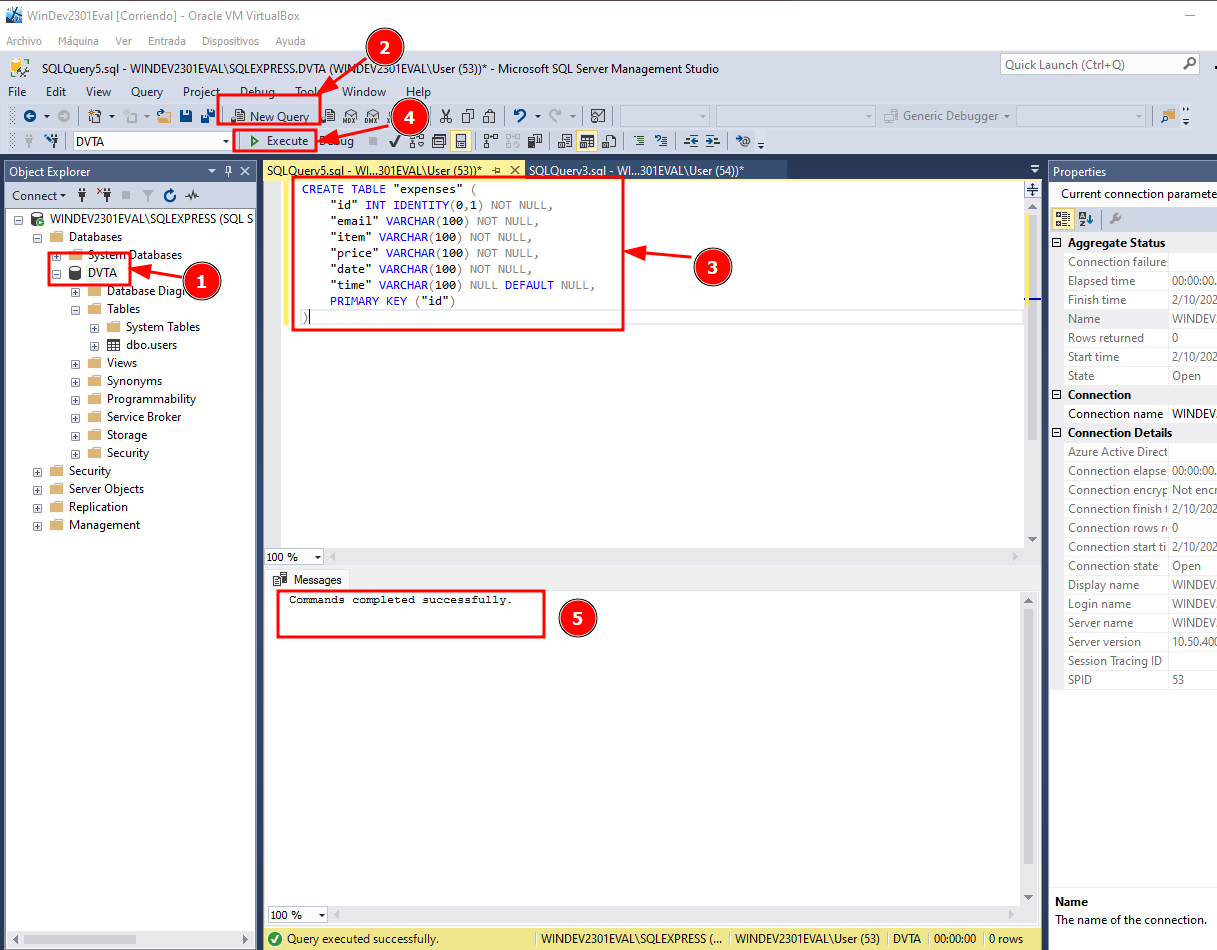 WinDev2301Eval [Corriendo] - Oracle VM VirtualBox
Archivo Máquina Ver Entrada Dispositivos Ayuda
2
SQLQuery5.sql - WINDEV2301EVAL\SQLEXPRESS.DVTA (WINDEV2301EVAL\User (53))* - Microsoft SQL Server Management Studio
Quick Launch (Ctrl+Q)
File Edit View Query Project Debug Tools Window Help
New Query
4
Generic Debugger
DVTA
Execute
Object Explorer
Connect
WINDEV2301EVAL\SQLEXPRESS (SQL S
Databases
System Databases
DVTA
1
Database Diag
Tables
System Tables
dbo.users
Views
Synonyms
Programmability
Service Broker
Storage
Security
Security
Server Objects
Replication
Management
SQLQuery5.sql - WI...301EVAL\User (53))*
SQLQuery3.sql - WI...301EVAL\User (54))*
CREATE TABLE "expenses" (
"id" INT IDENTITY(0,1) NOT NULL,
"email" VARCHAR(100) NOT NULL,
"item" VARCHAR(100) NOT NULL,
"price" VARCHAR(100) NOT NULL,
"date" VARCHAR(100) NOT NULL,
"time" VARCHAR(100) NULL DEFAULT NULL,
PRIMARY KEY ("id")
)
3
100 %
Messages
Commands completed successfully.
5
100 %
Query executed successfully.
WINDEV2301EVAL\SQLEXPRESS (...
WINDEV2301EVAL\User (53)
DVTA
00:00:00
0 rows
Properties
Current connection paramete
Aggregate Status
Connection failure
Elapsed time 00:00:00.
Finish time 2/10/202
Name WINDEV
Rows returned 0
Start time 2/10/202
State Open
Connection
Connection name WINDEV
Connection Details
Azure Active Direct
Connection elapse 00:00:00.
Connection encryp Not encr
Connection finish t 2/10/202
Connection rows re 0
Connection start ti 2/10/202
Connection state Open
Display name WINDEV
Login name WINDEV
Server name WINDEV
Server version 10.50.400
Session Tracing ID
SPID 53
Name
The name of the connection.